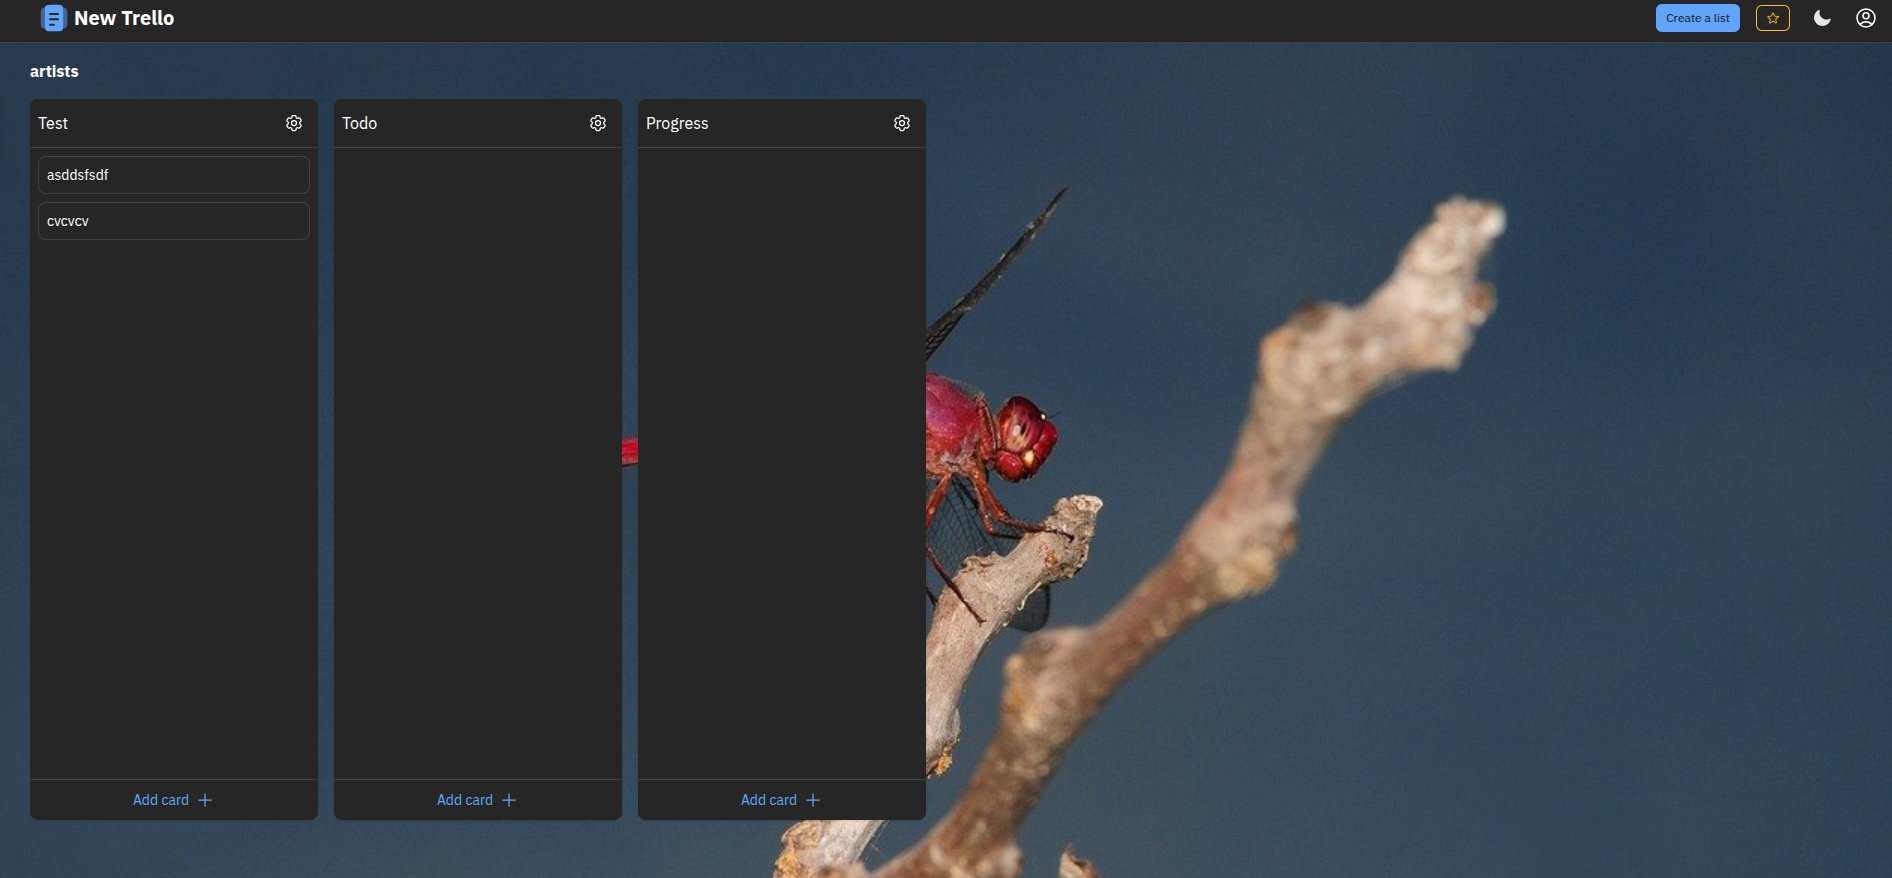 New Trello
Create a list
artists
Test
Todo
Progress
asddsfsdf
cvcvcv
Add card
Add card
Add card